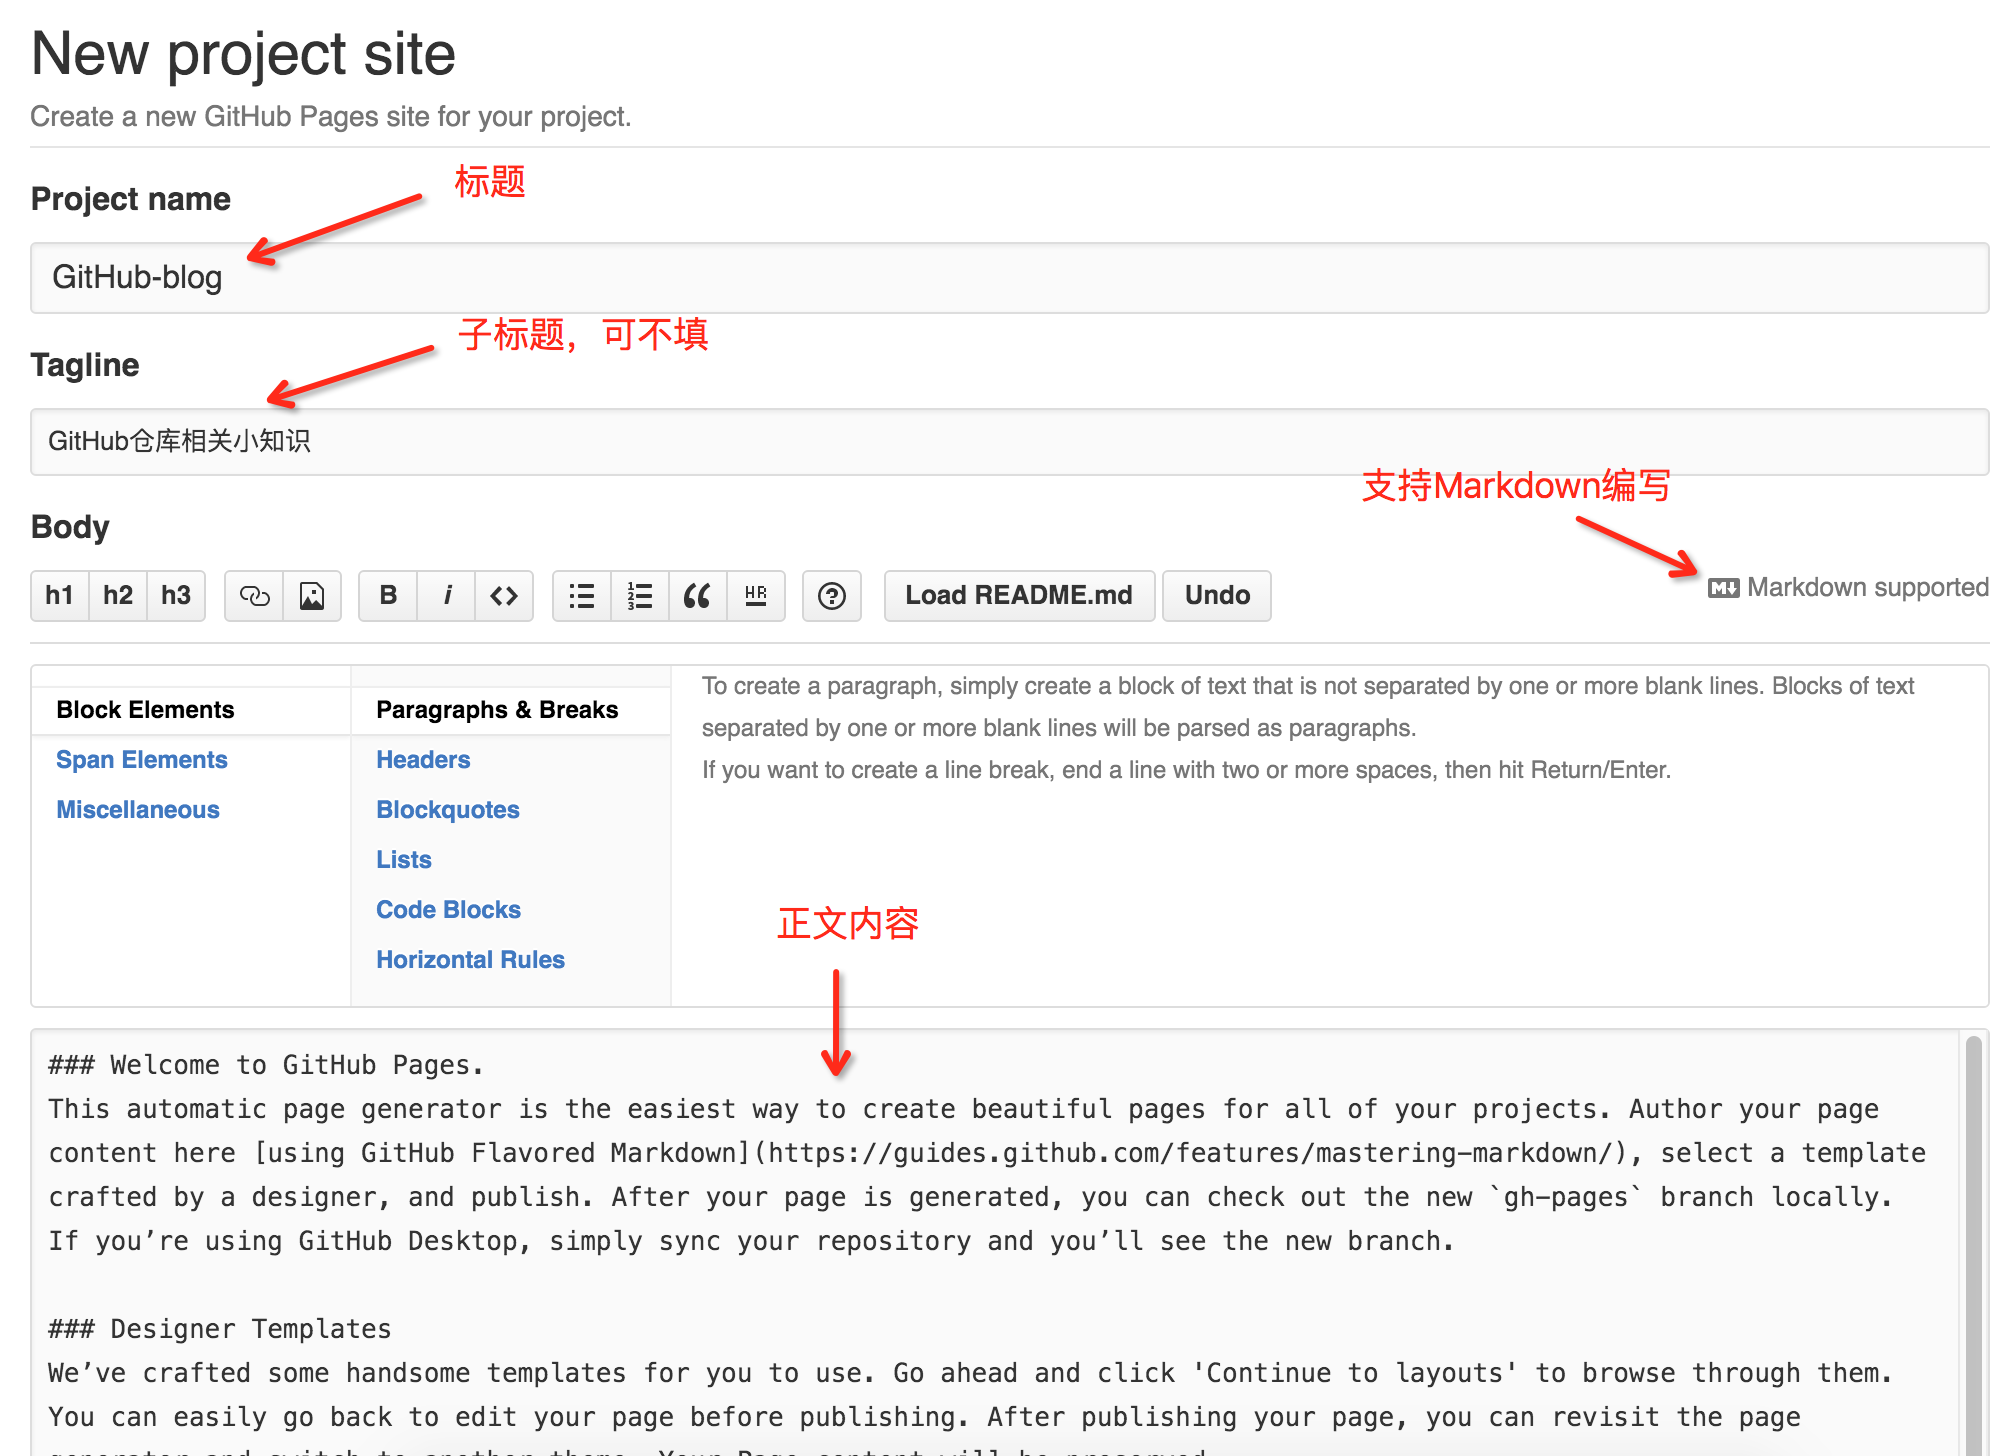 New project site
Create a new GitHub Pages site for your project.
标题
Project name
GitHub-blog
子标题，可不填
Tagline
GitHub仓库相关小知识
支持Markdown编写
Body
h1 h2 h3 B i <> HR Load README.md Undo Markdown supported
Block Elements
Span Elements
Miscellaneous
Paragraphs & Breaks
Headers
Blockquotes
Lists
Code Blocks
Horizontal Rules
To create a paragraph, simply create a block of text that is not separated by one or more blank lines. Blocks of text
separated by one or more blank lines will be parsed as paragraphs.
If you want to create a line break, end a line with two or more spaces, then hit Return/Enter.
正文内容
### Welcome to GitHub Pages.
This automatic page generator is the easiest way to create beautiful pages for all of your projects. Author your page
content here [using GitHub Flavored Markdown](https://guides.github.com/features/mastering-markdown/), select a template
crafted by a designer, and publish. After your page is generated, you can check out the new `gh-pages` branch locally.
If you’re using GitHub Desktop, simply sync your repository and you’ll see the new branch.
### Designer Templates
We’ve crafted some handsome templates for you to use. Go ahead and click 'Continue to layouts' to browse through them.
You can easily go back to edit your page before publishing. After publishing your page, you can revisit the page
generator and switch to another theme. Your Page content will be preserved.